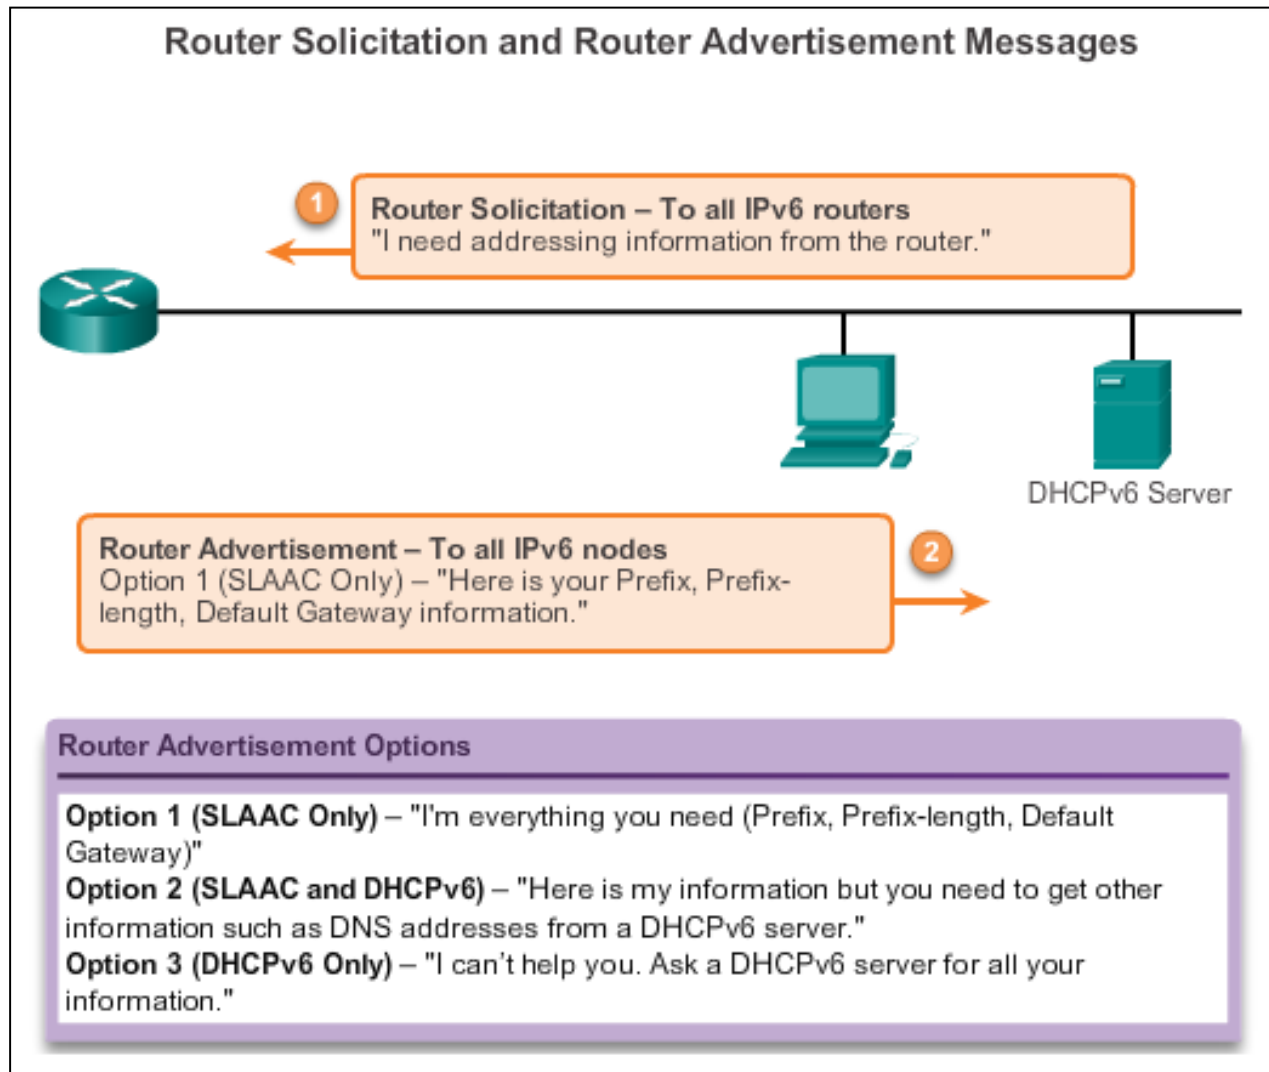 Router Solicitation and Router Advertisement Messages
1
Router Solicitation – To all IPv6 routers
"I need addressing information from the router."
DHCPv6 Server
Router Advertisement – To all IPv6 nodes
Option 1 (SLAAC Only) – "Here is your Prefix, Prefix-
length, Default Gateway information."
2
Router Advertisement Options
Option 1 (SLAAC Only) – "I'm everything you need (Prefix, Prefix-length, Default
Gateway)"
Option 2 (SLAAC and DHCPv6) – "Here is my information but you need to get other
information such as DNS addresses from a DHCPv6 server."
Option 3 (DHCPv6 Only) – "I can't help you. Ask a DHCPv6 server for all your
information."